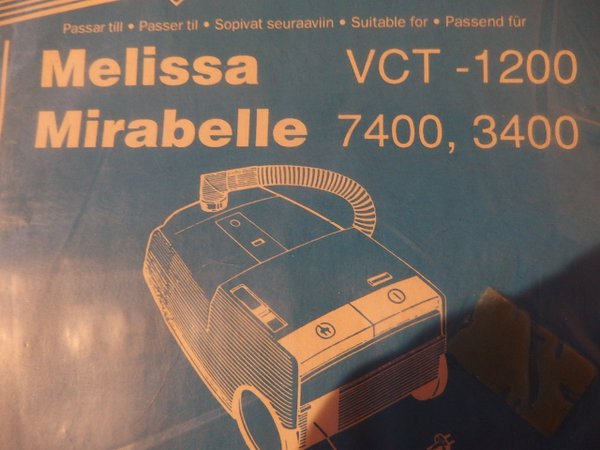 Passar till • Passer til • Sopivat seuraaviin • Suitable for • Passend für
Melissa VCT -1200
Mirabelle 7400, 3400